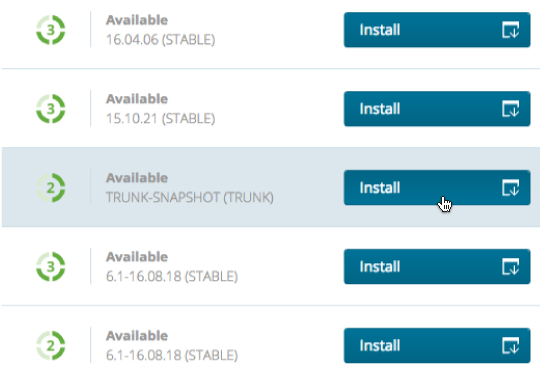 3
Available
16.04.06 (STABLE)
Install
3
Available
15.10.21 (STABLE)
Install
2
Available
TRUNK-SNAPSHOT (TRUNK)
Install
3
Available
6.1-16.08.18 (STABLE)
Install
2
Available
6.1-16.08.18 (STABLE)
Install